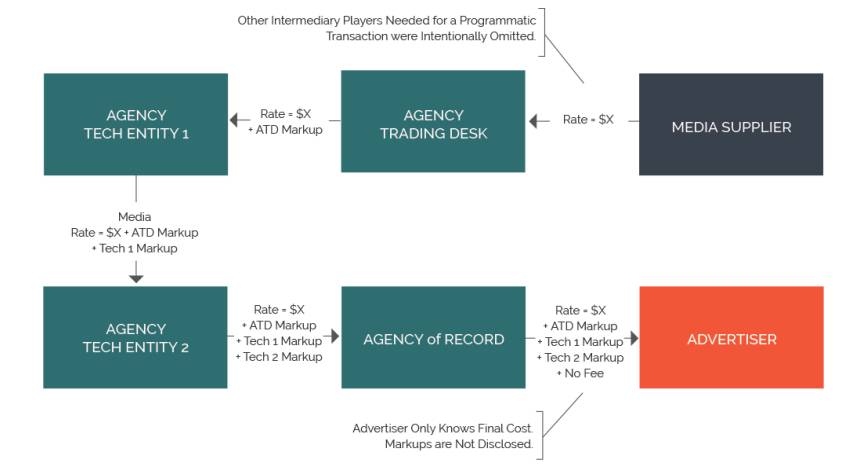 Other Intermediary Players Needed for a Programmatic
Transaction were Intentionally Omitted.
AGENCY
TECH ENTITY 1
Rate = $X
+ ATD Markup
AGENCY
TRADING DESK
Rate = $X
MEDIA SUPPLIER
Media
Rate = $X + ATD Markup
+ Tech 1 Markup
AGENCY
TECH ENTITY 2
Rate = $X
+ ATD Markup
+ Tech 1 Markup
+ Tech 2 Markup
AGENCY of RECORD
Rate = $X
+ ATD Markup
+ Tech 1 Markup
+ Tech 2 Markup
+ No Fee
ADVERTISER
Advertiser Only Knows Final Cost.
Markups are Not Disclosed.